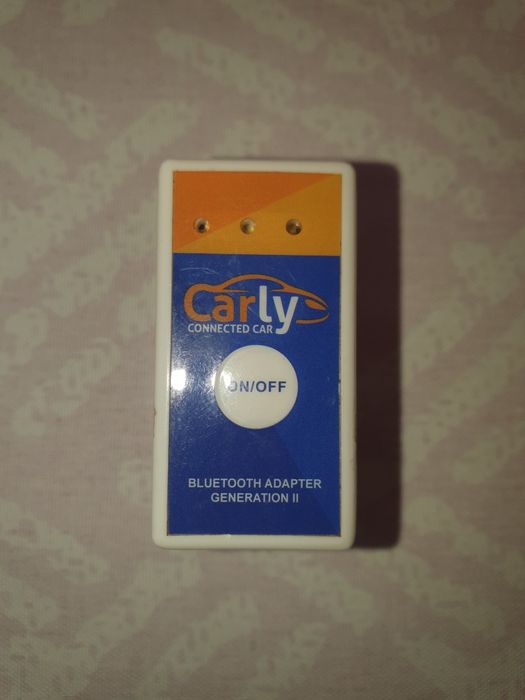 Carly
CONNECTED CAR
ON/OFF
BLUETOOTH ADAPTER
GENERATION II